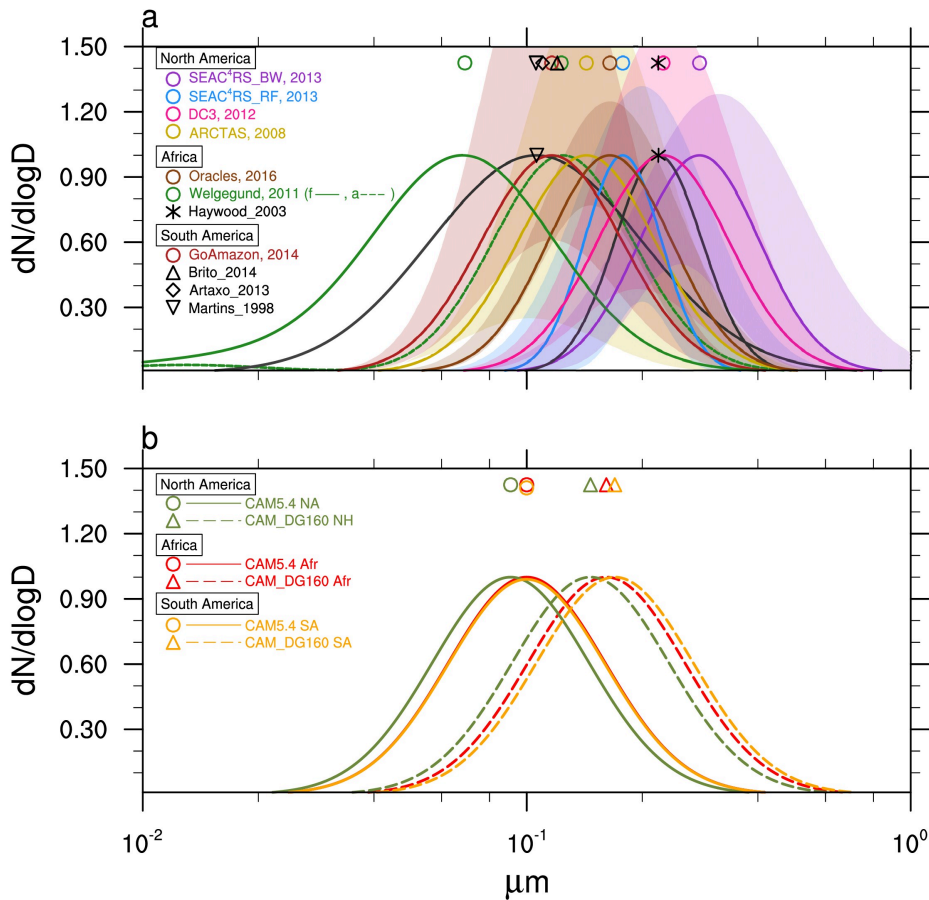 a
1.50
1.20
0.90
0.60
0.30
dN/dlogD
North America
SEAC⁴RS_BW, 2013
SEAC⁴RS_RF, 2013
DC3, 2012
ARCTAS, 2008
Africa
Oracles, 2016
Welgegund, 2011 (f —— , a--- )
Haywood_2003
South America
GoAmazon, 2014
Brito_2014
Artaxo_2013
Martins_1998
b
1.50
1.20
0.90
0.60
0.30
dN/dlogD
North America
CAM5.4 NA
CAM_DG160 NH
Africa
CAM5.4 Afr
CAM_DG160 Afr
South America
CAM5.4 SA
CAM_DG160 SA
10⁻² 10⁻¹ 10⁰
μm